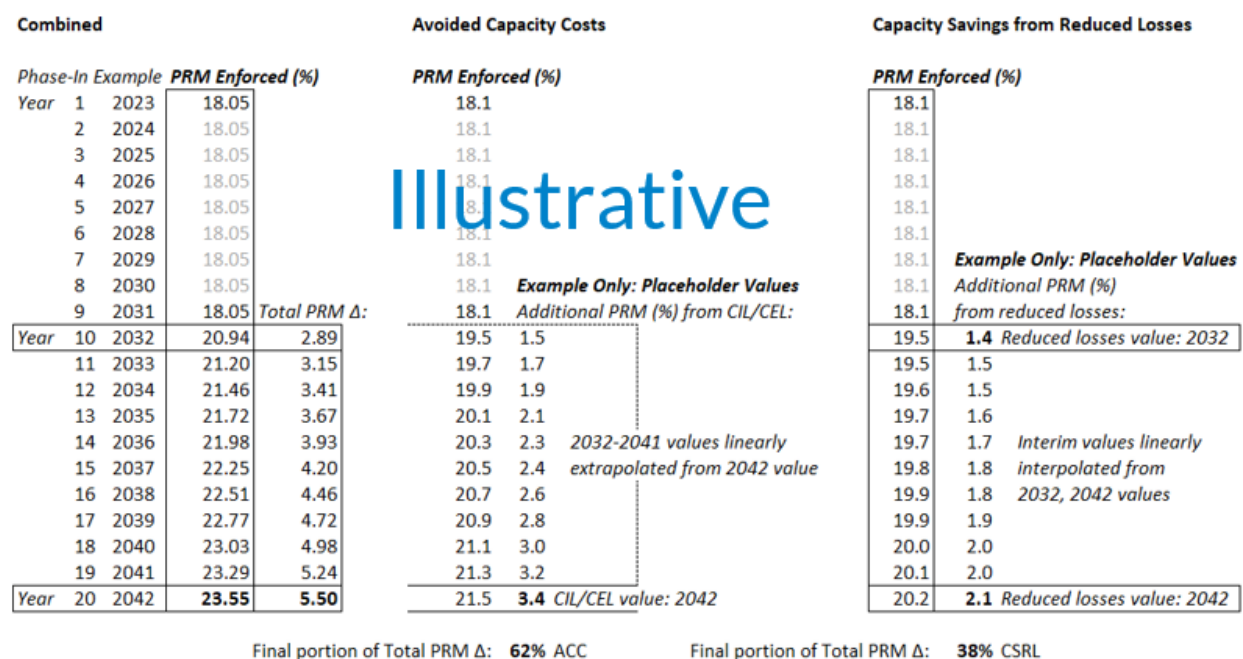 Combined Avoided Capacity Costs Capacity Savings from Reduced Losses
Phase-In Example PRM Enforced (%) PRM Enforced (%) PRM Enforced (%)
Year 1 2023 18.05 18.1 18.1
2 2024 18.05 18.1 18.1
3 2025 18.05 18.1 18.1
4 2026 18.05 18.1 18.1
Illustrative
5 2027 18.05 18.1 18.1
6 2028 18.05 18.1 18.1
7 2029 18.05 18.1 18.1 Example Only: Placeholder Values
8 2030 18.05 18.1 Example Only: Placeholder Values 18.1 Additional PRM (%)
9 2031 18.05 Total PRM Δ: 18.1 Additional PRM (%) from CIL/CEL: 18.1 from reduced losses:
Year 10 2032 20.94 2.89 19.5 1.5 19.5 1.4 Reduced losses value: 2032
11 2033 21.20 3.15 19.7 1.7 19.5 1.5
12 2034 21.46 3.41 19.9 1.9 19.6 1.5
13 2035 21.72 3.67 20.1 2.1 19.7 1.6
14 2036 21.98 3.93 20.3 2.3 2032-2041 values linearly 19.7 1.7 Interim values linearly
15 2037 22.25 4.20 20.5 2.4 extrapolated from 2042 value 19.8 1.8 interpolated from
16 2038 22.51 4.46 20.7 2.6 19.9 1.8 2032, 2042 values
17 2039 22.77 4.72 20.9 2.8 19.9 1.9
18 2040 23.03 4.98 21.1 3.0 20.0 2.0
19 2041 23.29 5.24 21.3 3.2 20.1 2.0
Year 20 2042 23.55 5.50 21.5 3.4 CIL/CEL value: 2042 20.2 2.1 Reduced losses value: 2042
Final portion of Total PRM Δ: 62% ACC Final portion of Total PRM Δ: 38% CSRL